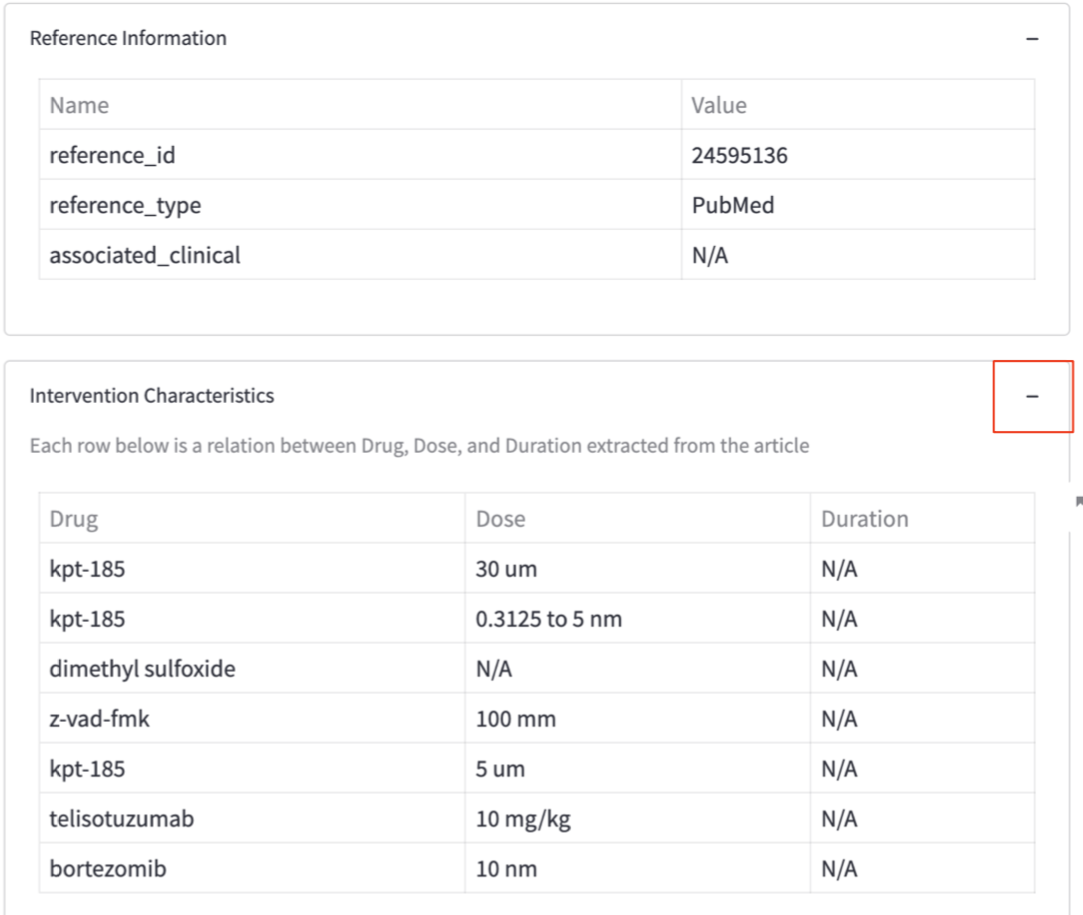 Reference Information –
Name Value
reference_id 24595136
reference_type PubMed
associated_clinical N/A
Intervention Characteristics –
Each row below is a relation between Drug, Dose, and Duration extracted from the article
Drug Dose Duration
kpt-185 30 um N/A
kpt-185 0.3125 to 5 nm N/A
dimethyl sulfoxide N/A N/A
z-vad-fmk 100 mm N/A
kpt-185 5 um N/A
telisotuzumab 10 mg/kg N/A
bortezomib 10 nm N/A